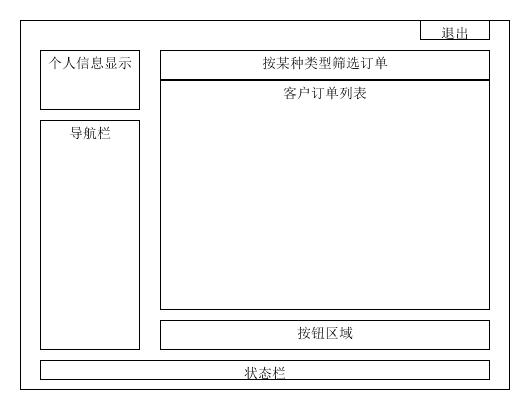 退出
个人信息显示
按某种类型筛选订单
客户订单列表
导航栏
按钮区域
状态栏